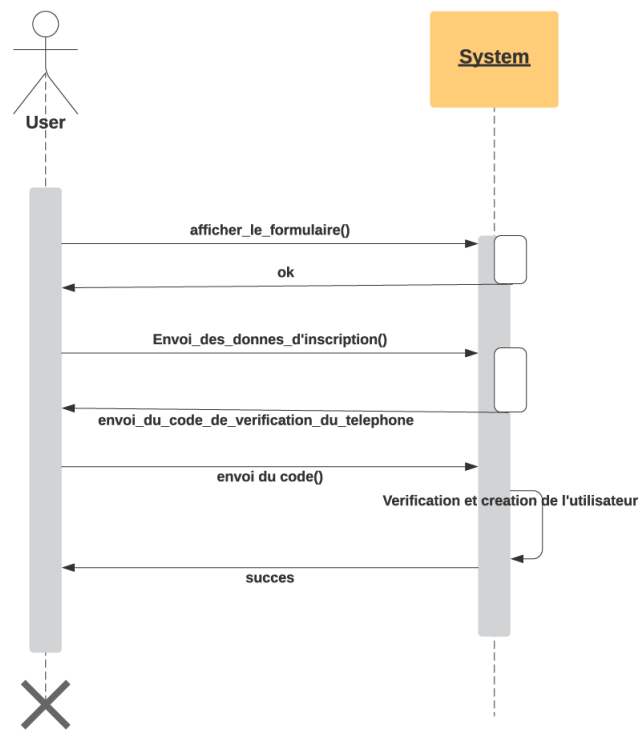 System
User
afficher_le_formulaire()
ok
Envoi_des_donnes_d'inscription()
envoi_du_code_de_verification_du_telephone
envoi du code()
Verification et creation de l'utilisateur
succes